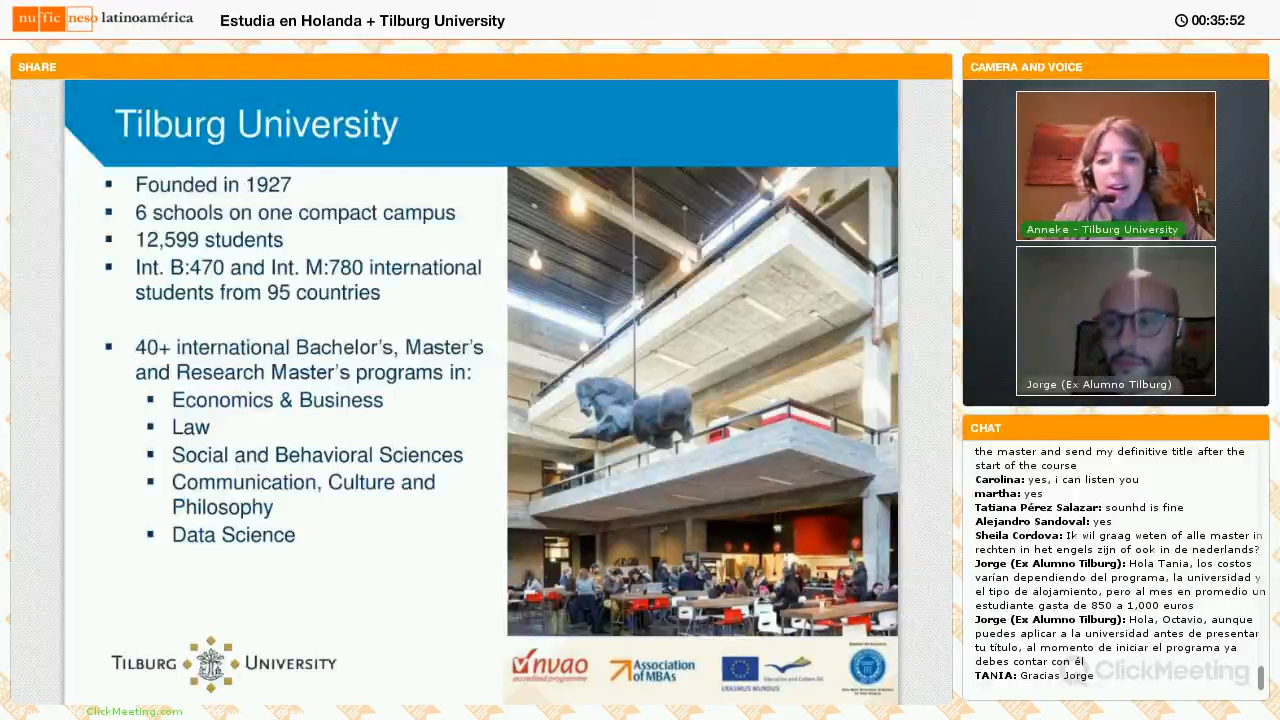 nuffic neso latinoamérica
Estudia en Holanda + Tilburg University
00:35:52
SHARE
Tilburg University
Founded in 1927
6 schools on one compact campus
12,599 students
Int. B:470 and Int. M:780 international
students from 95 countries
40+ international Bachelor's, Master's
and Research Master's programs in:
Economics & Business
Law
Social and Behavioral Sciences
Communication, Culture and
Philosophy
Data Science
TILBURG UNIVERSITY
nvao
accredited programme
Association
of MBAs
ERASMUS MUNDUS
CAMERA AND VOICE
Anneke - Tilburg University
Jorge (Ex Alumno Tilburg)
CHAT
the master and send my definitive title after the
start of the course
Carolina: yes, i can listen you
martha: yes
Tatiana Pérez Salazar: sounhd is fine
Alejandro Sandoval: yes
Sheila Cordova: Ik wil graag weten of alle master in
rechten in het engels zijn of ook in de nederlands?
Jorge (Ex Alumno Tilburg): Hola Tania, los costos
varían dependiendo del programa, la universidad y
el tipo de alojamiento, pero al mes en promedio un
estudiante gasta de 850 a 1,000 euros
Jorge (Ex Alumno Tilburg): Hola, Octavio, aunque
puedes aplicar a la universidad antes de presentar
tu título, al momento de iniciar el programa ya
debes contar con él
TANIA: Gracias Jorge
ClickMeeting
ClickMeeting.com